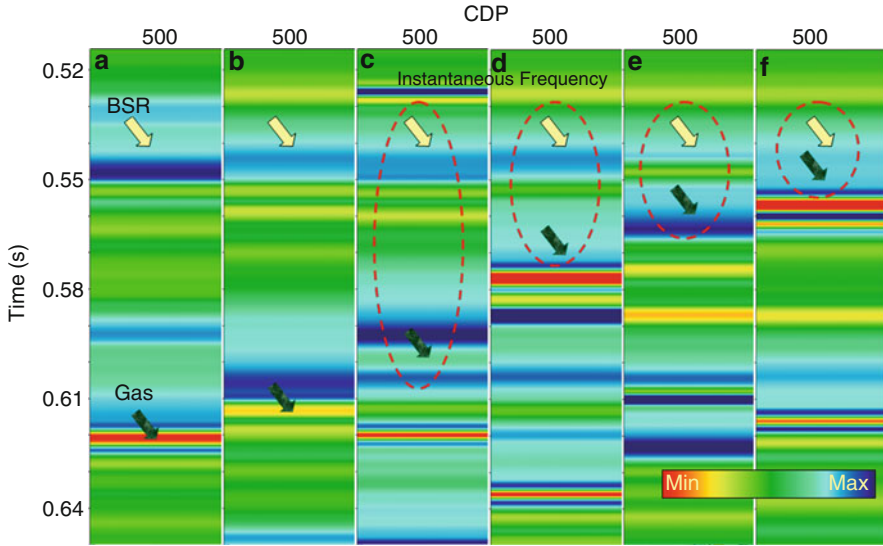 CDP
500 500 500 500 500 500
a b c d e f
Instantaneous Frequency
Time (s)
0.52
BSR
0.55
0.58
0.61
Gas
0.64
Min Max